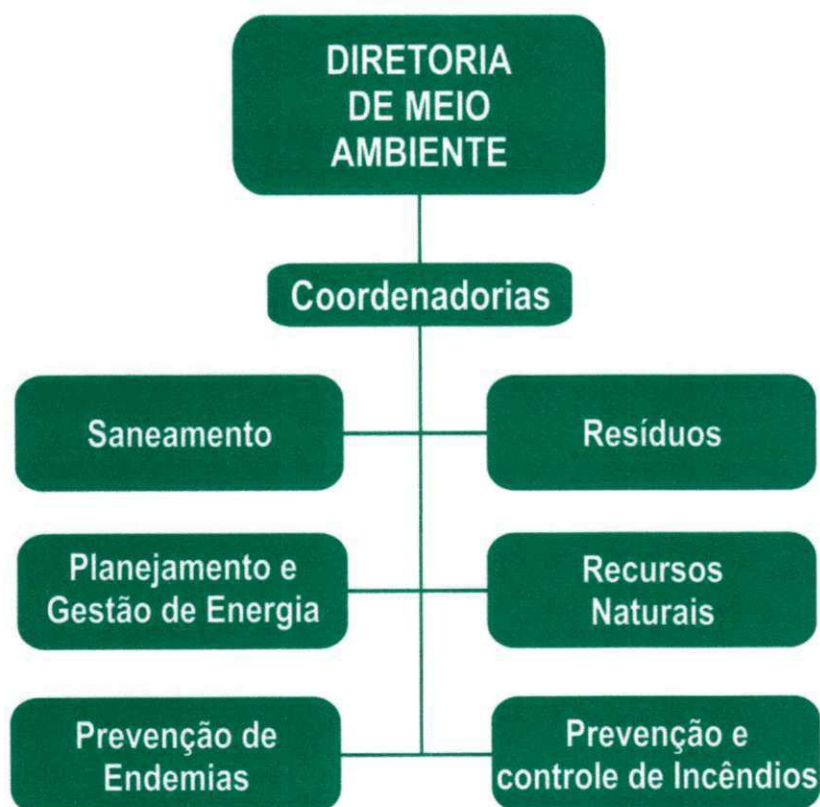 DIRETORIA
DE MEIO
AMBIENTE
Coordenadorias
Saneamento
Resíduos
Planejamento e
Gestão de Energia
Recursos
Naturais
Prevenção de
Endemias
Prevenção e
controle de Incêndios